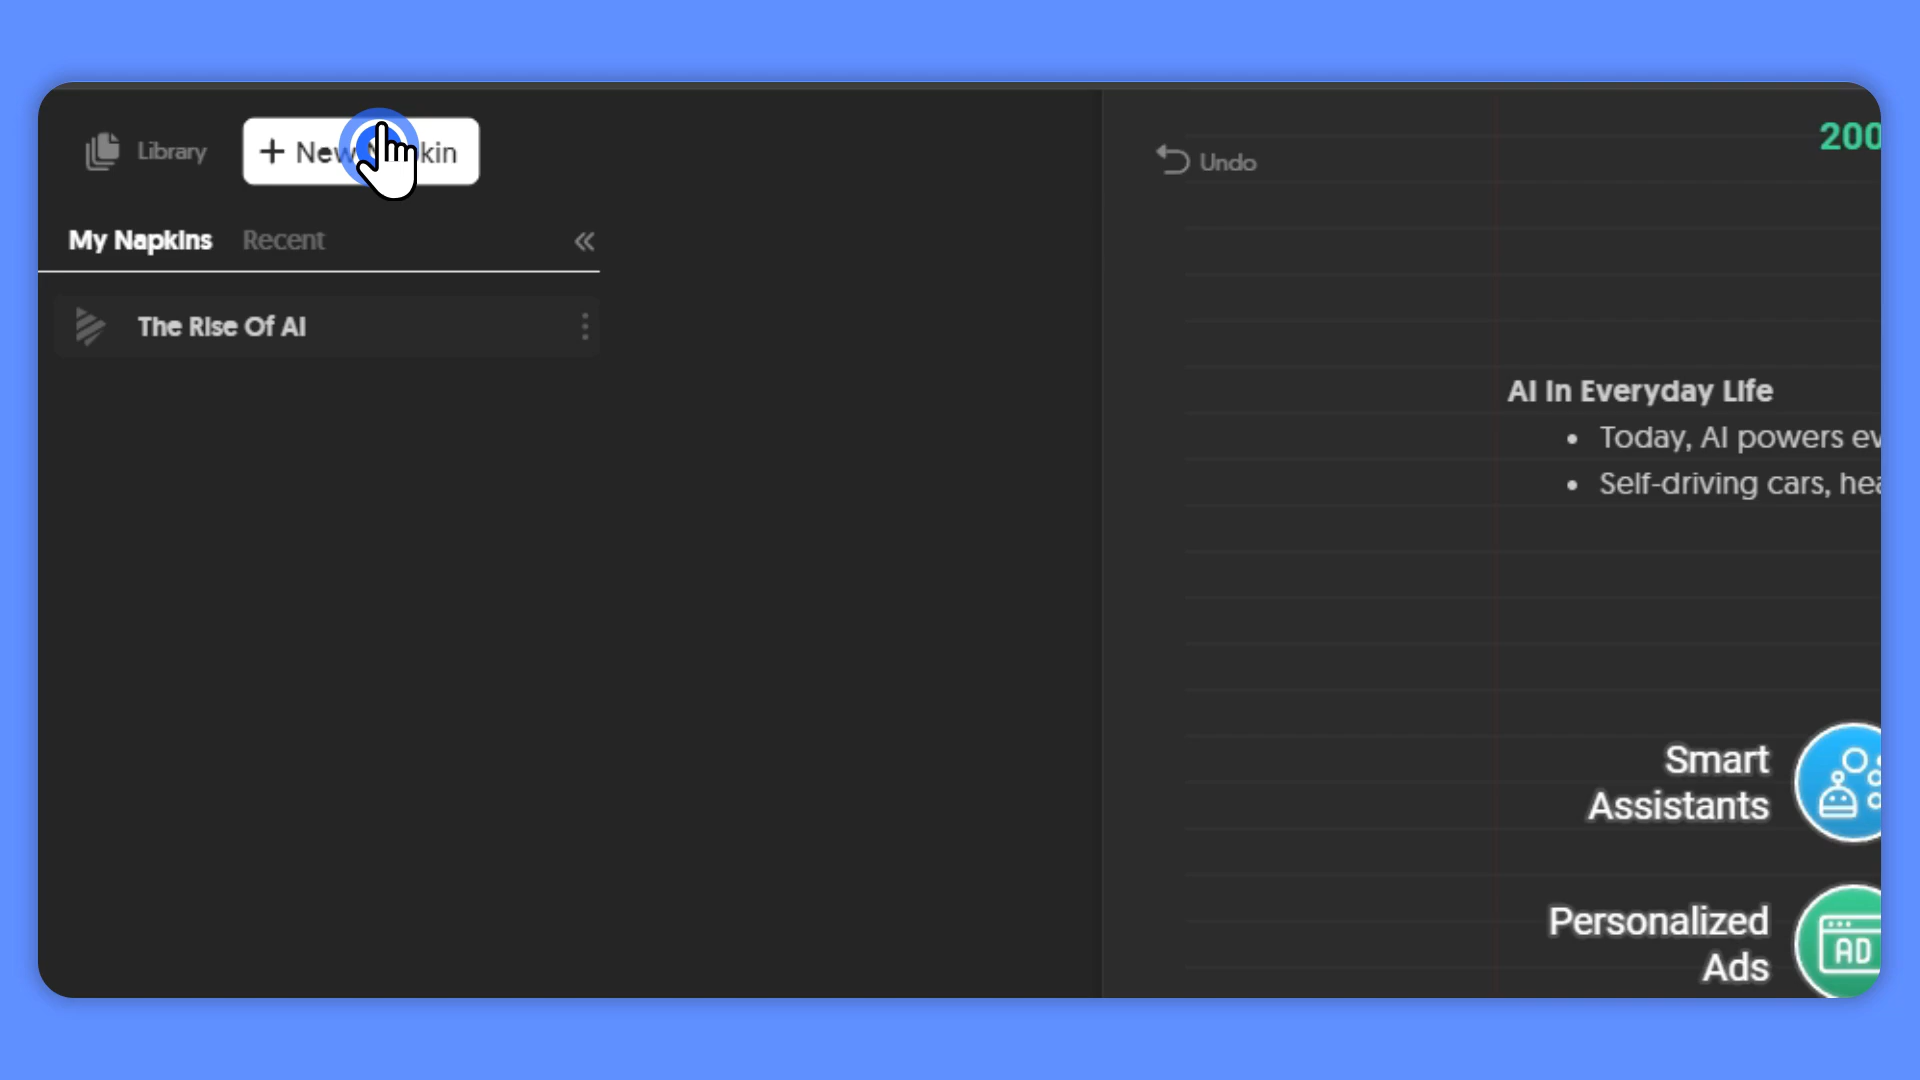 Library
+ New Napkin
My Napkins
Recent
The Rise Of AI
Undo
200
AI In Everyday Life
• Today, AI powers ev
• Self-driving cars, hea
Smart
Assistants
Personalized
Ads
AD